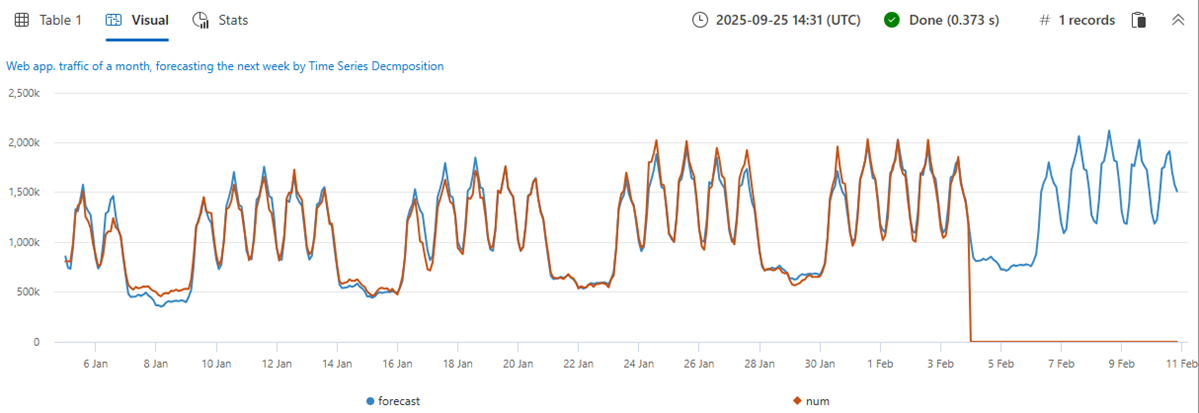 Table 1 Visual Stats 2025-09-25 14:31 (UTC) Done (0.373 s) # 1 records
Web app. traffic of a month, forecasting the next week by Time Series Decmposition
2,500k
2,000k
1,500k
1,000k
500k
0
6 Jan 8 Jan 10 Jan 12 Jan 14 Jan 16 Jan 18 Jan 20 Jan 22 Jan 24 Jan 26 Jan 28 Jan 30 Jan 1 Feb 3 Feb 5 Feb 7 Feb 9 Feb 11 Feb
forecast num